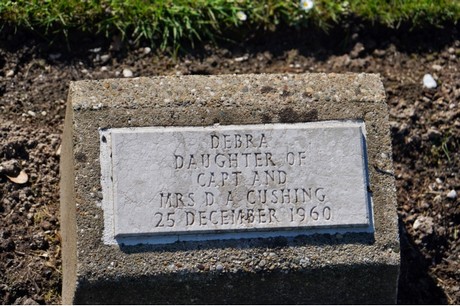 DEBRA
DAUGHTER OF
CAPT AND
MRS D A CUSHING
25 DECEMBER 1960